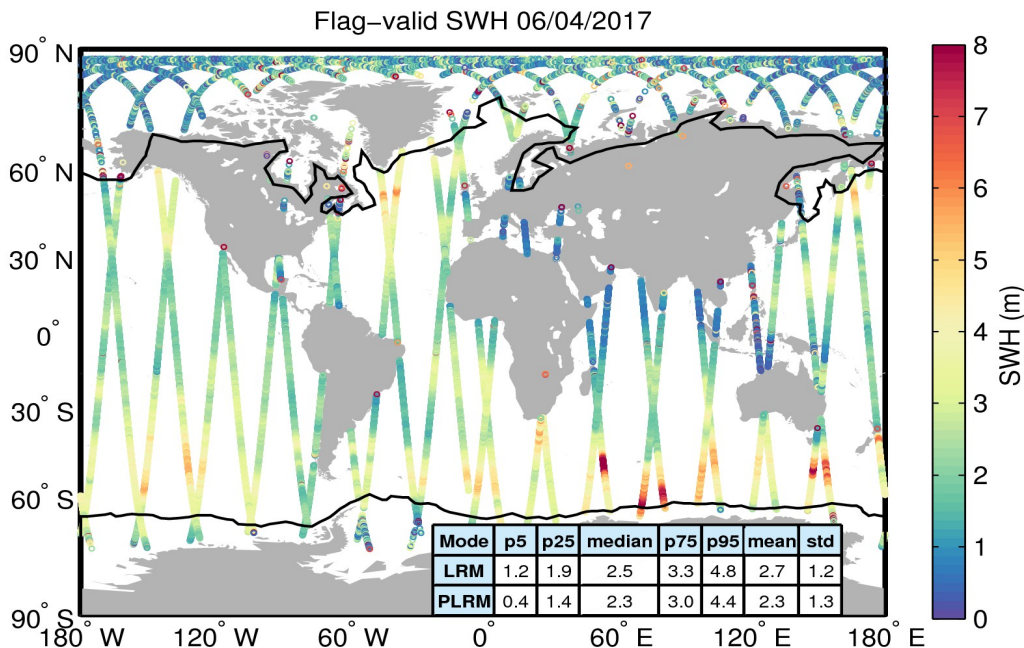 Flag–valid SWH 06/04/2017
90° N
60° N
30° N
0°
30° S
60° S
90° S
180° W
120° W
60° W
0°
60° E
120° E
180° E
Mode p5 p25 median p75 p95 mean std
LRM 1.2 1.9 2.5 3.3 4.8 2.7 1.2
PLRM 0.4 1.4 2.3 3.0 4.4 2.3 1.3
8
7
6
5
4
3
2
1
0
SWH (m)